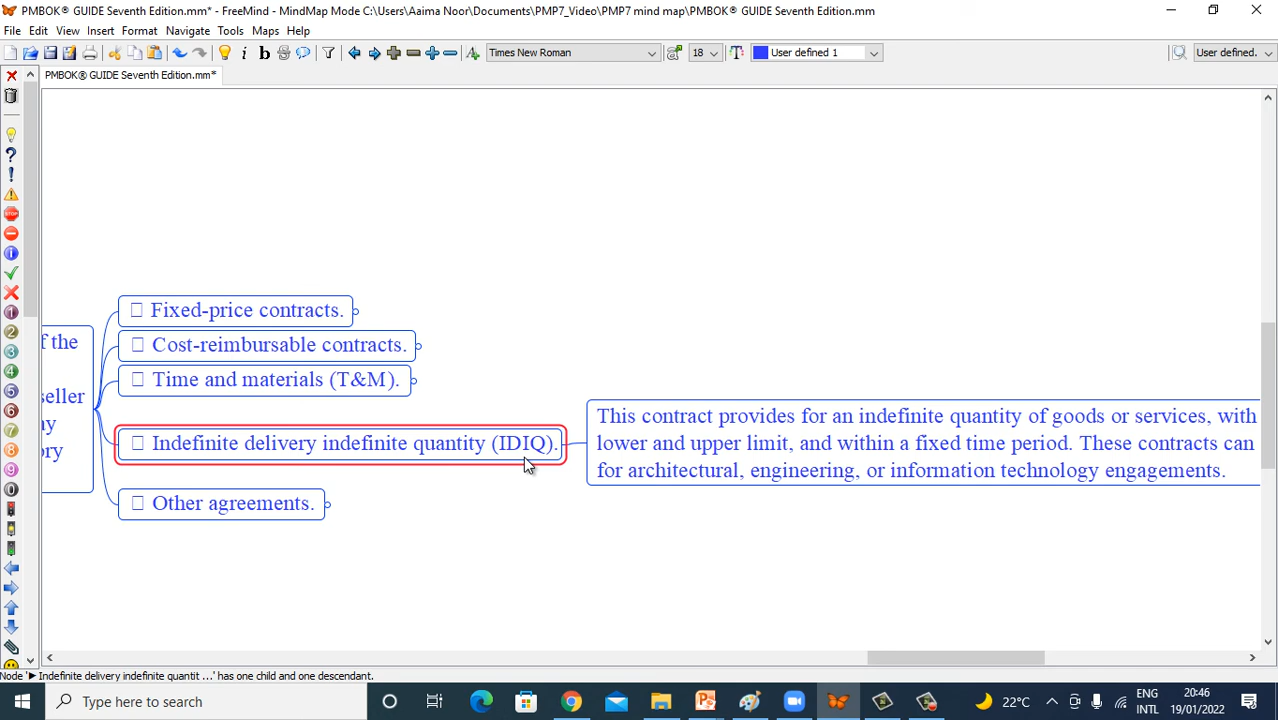 PMBOK® GUIDE Seventh Edition.mm* - FreeMind - MindMap Mode C:\Users\Aaima Noor\Documents\PMP7_Video\PMP7 mind map\PMBOK® GUIDE Seventh Edition.mm
File Edit View Insert Format Navigate Tools Maps Help
Times New Roman 18 User defined 1 User defined.
PMBOK® GUIDE Seventh Edition.mm*
Fixed-price contracts.
f the
Cost-reimbursable contracts.
Time and materials (T&M).
seller
ay
ory
This contract provides for an indefinite quantity of goods or services, with
Indefinite delivery indefinite quantity (IDIQ).
lower and upper limit, and within a fixed time period. These contracts can
for architectural, engineering, or information technology engagements.
Other agreements.
Node '► Indefinite delivery indefinite quantit ...' has one child and one descendant.
Type here to search
22°C
ENG
INTL
20:46
19/01/2022